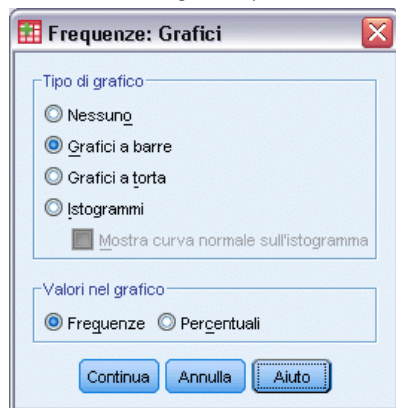 Frequenze: Grafici
Tipo di grafico
Nessuno
Grafici a barre
Grafici a torta
Istogrammi
Mostra curva normale sull'istogramma
Valori nel grafico
Frequenze Percentuali
Continua Annulla Aiuto